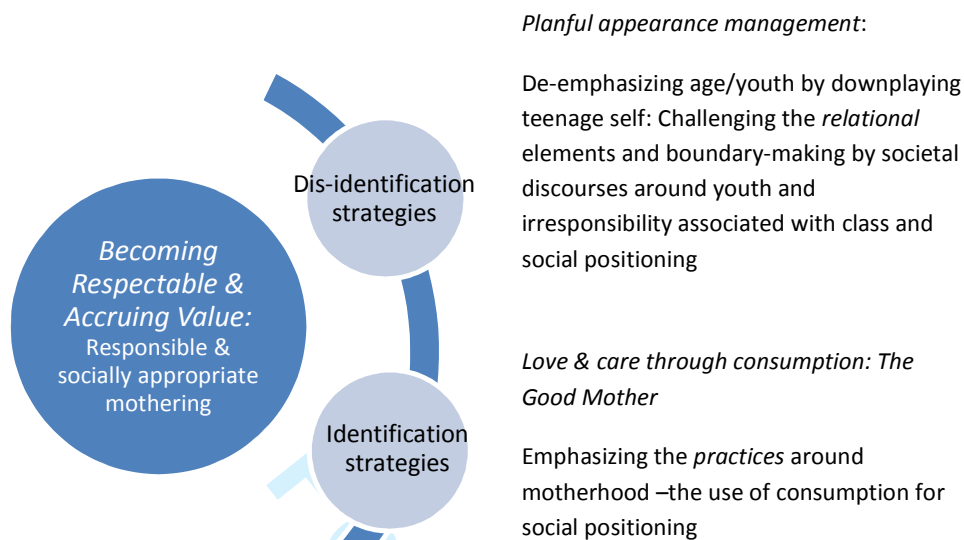 Becoming
Respectable &
Accruing Value:
Responsible &
socially appropriate
mothering
Dis-identification
strategies
Identification
strategies
Planful appearance management:
De-emphasizing age/youth by downplaying
teenage self: Challenging the relational
elements and boundary-making by societal
discourses around youth and
irresponsibility associated with class and
social positioning
Love & care through consumption: The
Good Mother
Emphasizing the practices around
motherhood –the use of consumption for
social positioning